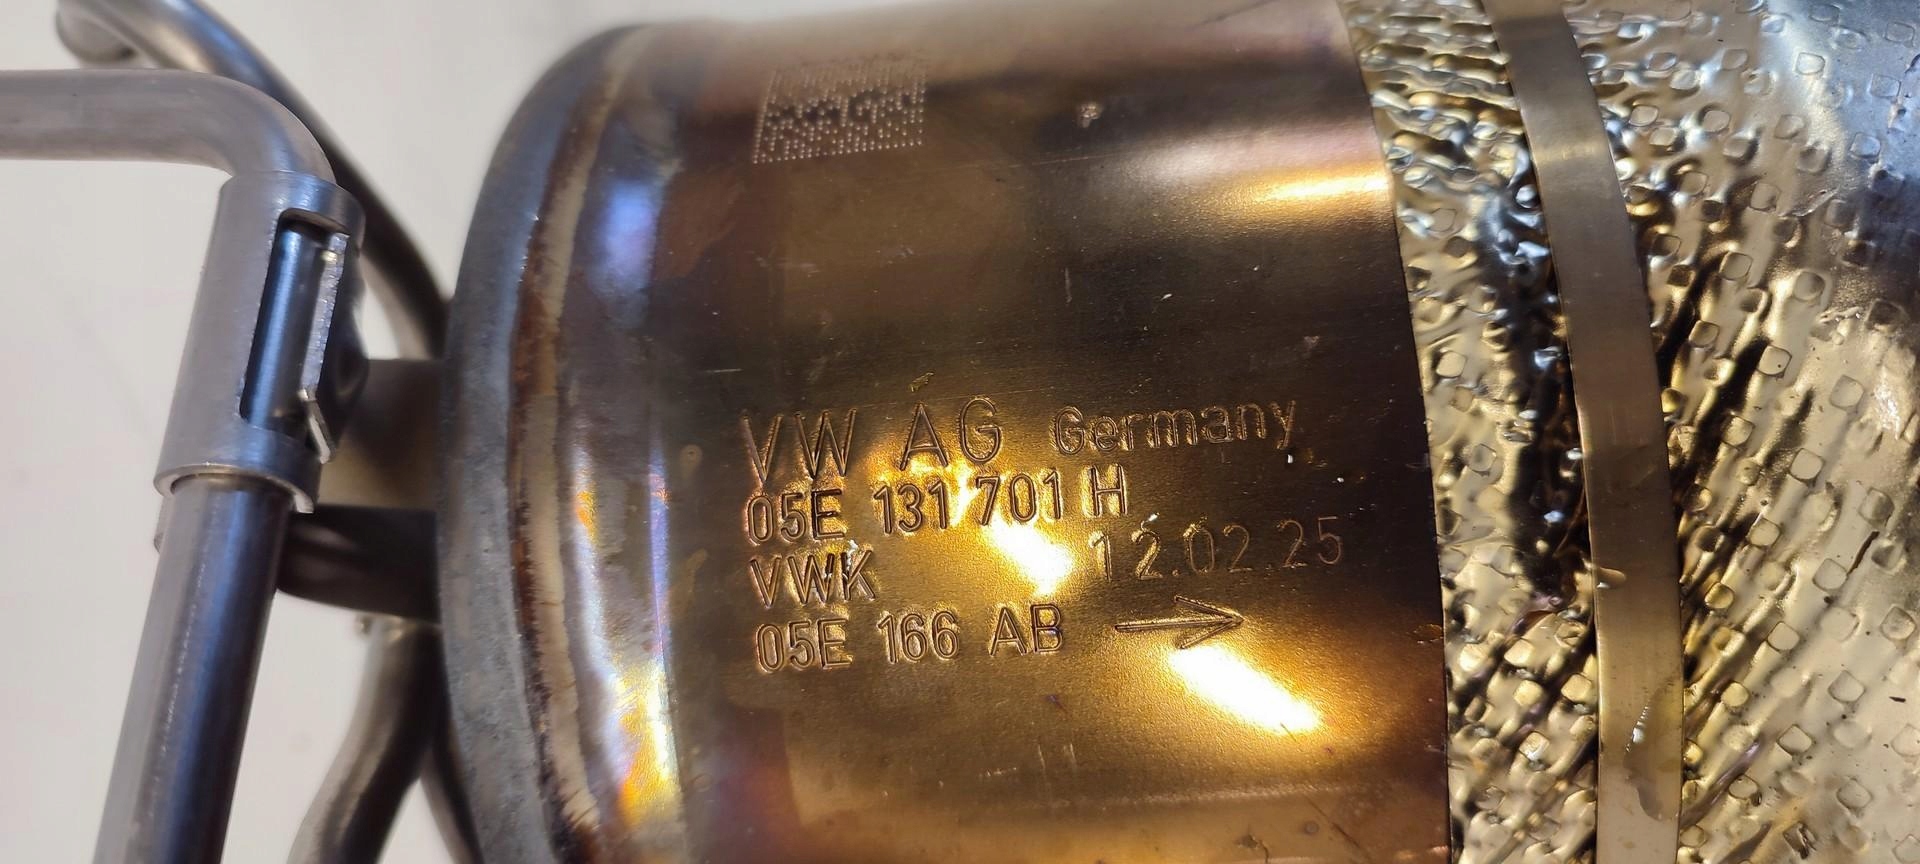 VW AG Germany
05E 131 701 H
VWK 12.02.25
05E 166 AB →